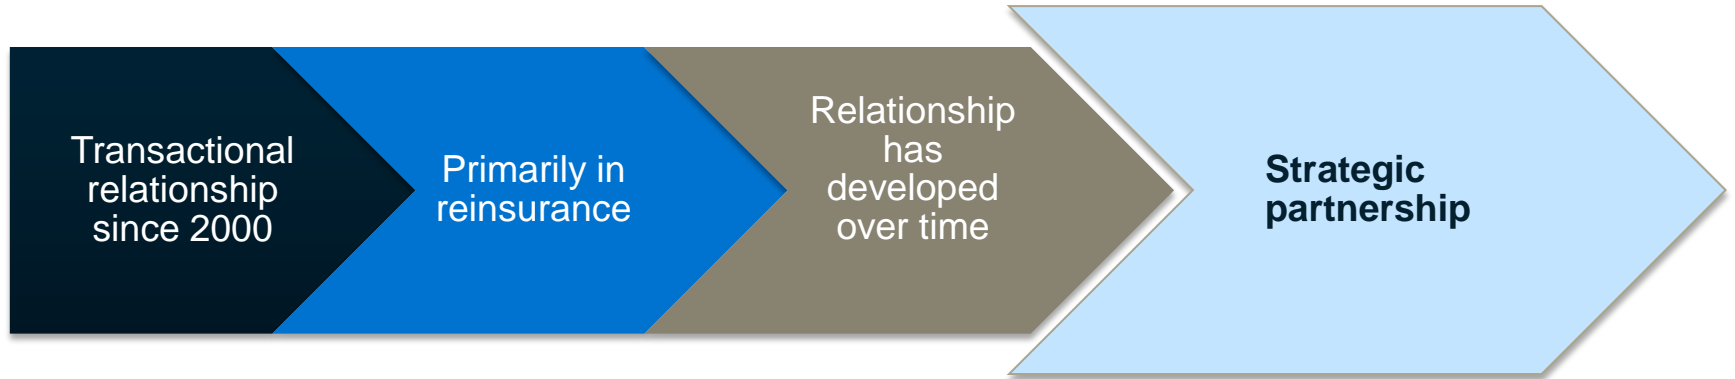 Transactional
relationship
since 2000
Primarily in
reinsurance
Relationship
has
developed
over time
Strategic
partnership